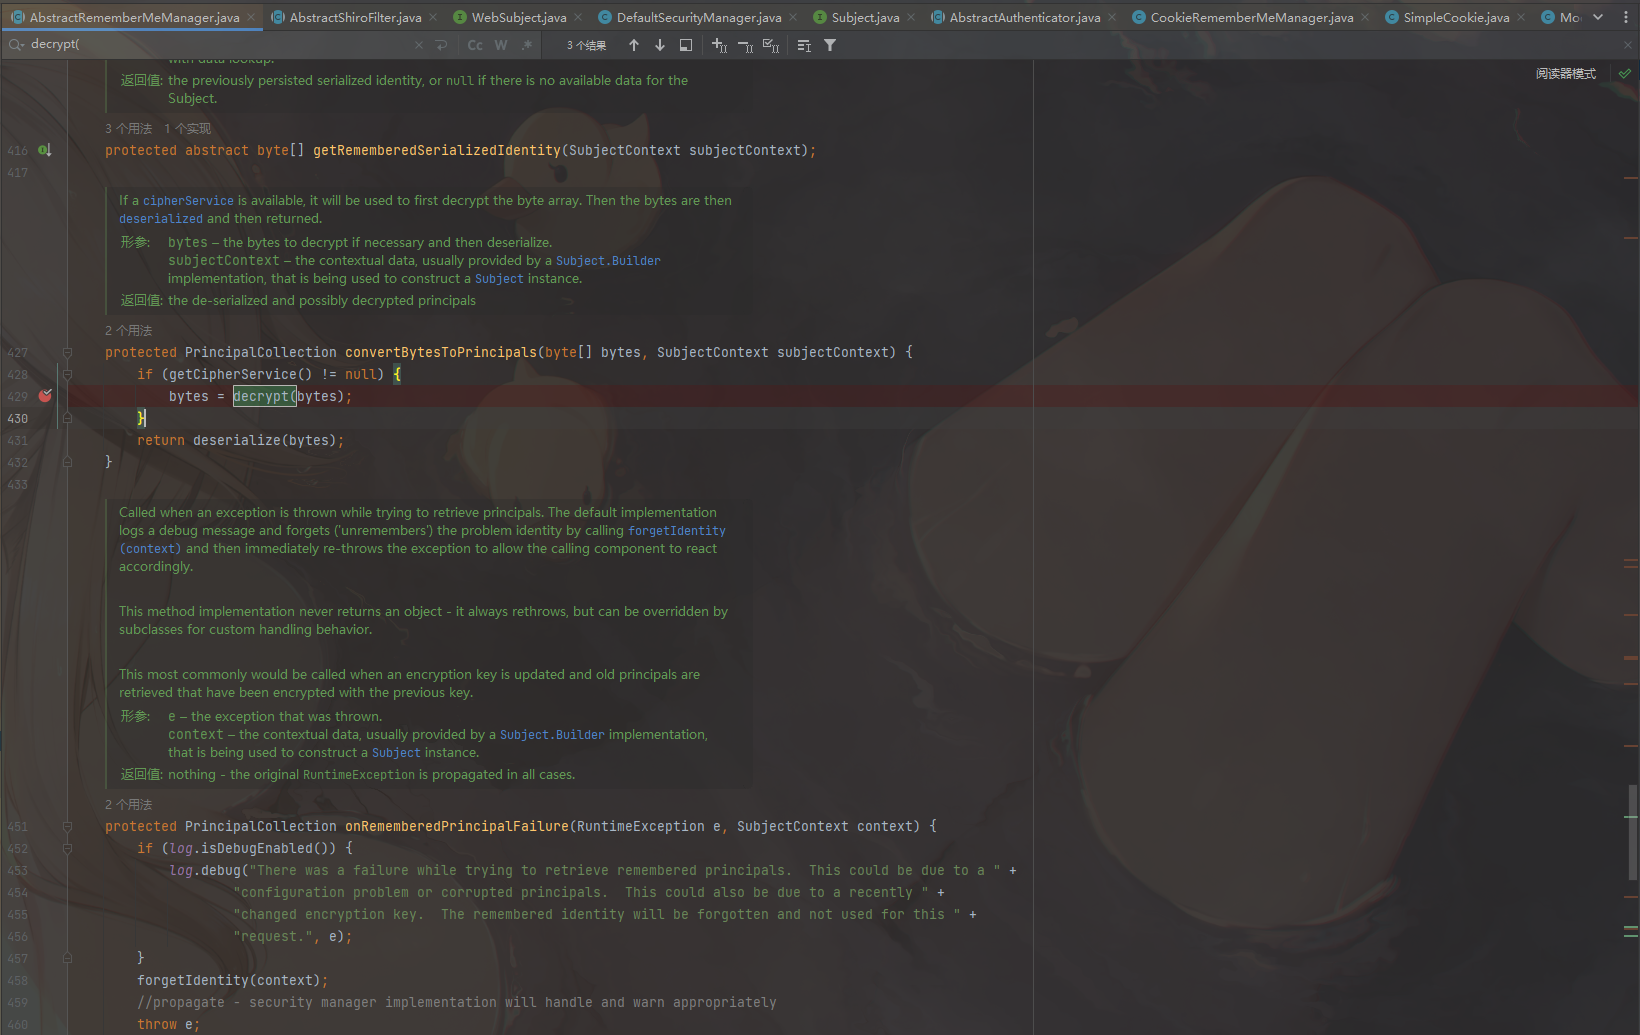 AbstractRememberMeManager.java AbstractShiroFilter.java WebSubject.java DefaultSecurityManager.java Subject.java AbstractAuthenticator.java CookieRememberMeManager.java SimpleCookie.java Mo
decrypt( Cc W .* 3 个结果
with data lookup.
阅读器模式
返回值: the previously persisted serialized identity, or null if there is no available data for the
Subject.
3 个用法 1 个实现
416 protected abstract byte[] getRememberedSerializedIdentity(SubjectContext subjectContext);
417
If a cipherService is available, it will be used to first decrypt the byte array. Then the bytes are then
deserialized and then returned.
形参: bytes – the bytes to decrypt if necessary and then deserialize.
subjectContext – the contextual data, usually provided by a Subject.Builder
implementation, that is being used to construct a Subject instance.
返回值: the de-serialized and possibly decrypted principals
2 个用法
427 protected PrincipalCollection convertBytesToPrincipals(byte[] bytes, SubjectContext subjectContext) {
428 if (getCipherService() != null) {
429 bytes = decrypt(bytes);
430 }
431 return deserialize(bytes);
432 }
433
Called when an exception is thrown while trying to retrieve principals. The default implementation
logs a debug message and forgets ('unremembers') the problem identity by calling forgetIdentity
(context) and then immediately re-throws the exception to allow the calling component to react
accordingly.
This method implementation never returns an object - it always rethrows, but can be overridden by
subclasses for custom handling behavior.
This most commonly would be called when an encryption key is updated and old principals are
retrieved that have been encrypted with the previous key.
形参: e – the exception that was thrown.
context – the contextual data, usually provided by a Subject.Builder implementation,
that is being used to construct a Subject instance.
返回值: nothing - the original RuntimeException is propagated in all cases.
2 个用法
451 protected PrincipalCollection onRememberedPrincipalFailure(RuntimeException e, SubjectContext context) {
452 if (log.isDebugEnabled()) {
453 log.debug("There was a failure while trying to retrieve remembered principals.  This could be due to a " +
454 "configuration problem or corrupted principals.  This could also be due to a recently " +
455 "changed encryption key.  The remembered identity will be forgotten and not used for this " +
456 "request.", e);
457 }
458 forgetIdentity(context);
459 //propagate - security manager implementation will handle and warn appropriately
460 throw e;